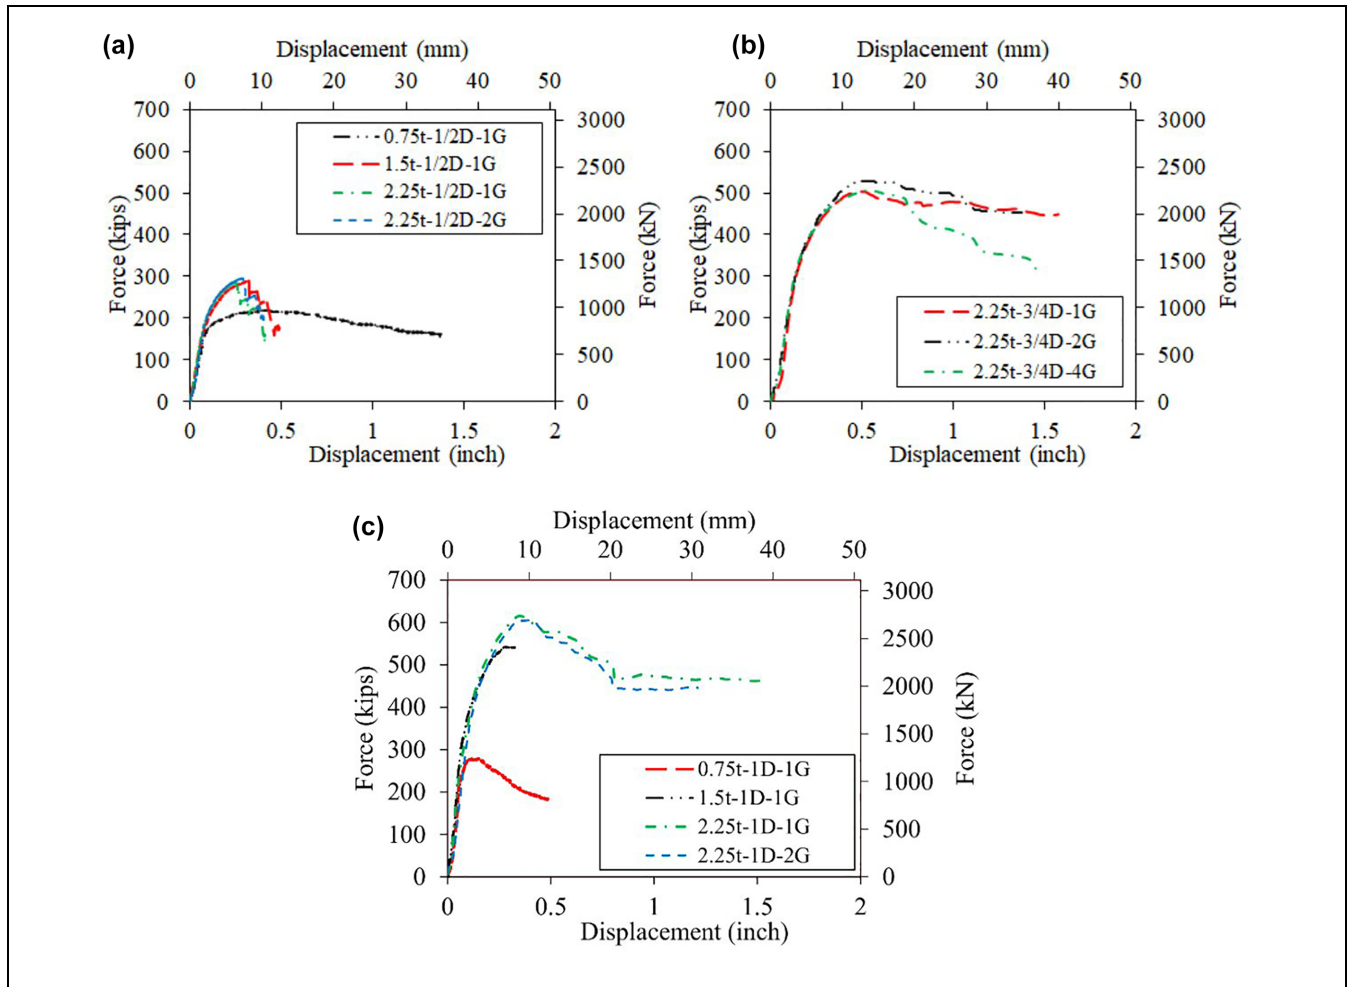 (a)
Displacement (mm)
0 10 20 30 40 50
700
600
500
400
300
200
100
0
Force (kips)
3000
2500
2000
1500
1000
500
0
Force (kN)
0.75t-1/2D-1G
1.5t-1/2D-1G
2.25t-1/2D-1G
2.25t-1/2D-2G
0 0.5 1 1.5 2
Displacement (inch)
(b)
Displacement (mm)
0 10 20 30 40 50
700
600
500
400
300
200
100
0
Force (kips)
3000
2500
2000
1500
1000
500
0
Force (kN)
2.25t-3/4D-1G
2.25t-3/4D-2G
2.25t-3/4D-4G
0 0.5 1 1.5 2
Displacement (inch)
(c)
Displacement (mm)
0 10 20 30 40 50
700
600
500
400
300
200
100
0
Force (kips)
3000
2500
2000
1500
1000
500
0
Force (kN)
0.75t-1D-1G
1.5t-1D-1G
2.25t-1D-1G
2.25t-1D-2G
0 0.5 1 1.5 2
Displacement (inch)